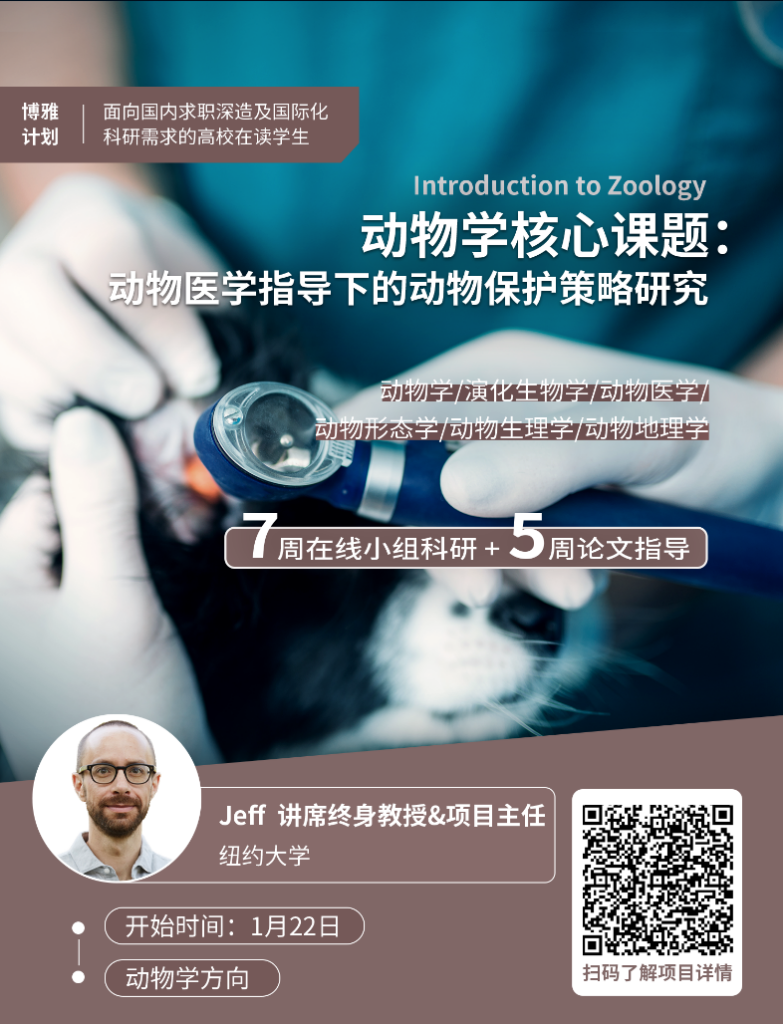 博雅
计划
面向国内求职深造及国际化
科研需求的高校在读学生
Introduction to Zoology
动物学核心课题：
动物医学指导下的动物保护策略研究
动物学/演化生物学/动物医学/
动物形态学/动物生理学/动物地理学
7周在线小组科研 + 5周论文指导
Jeff 讲席终身教授&项目主任
纽约大学
开始时间：1月22日
动物学方向
扫码了解项目详情